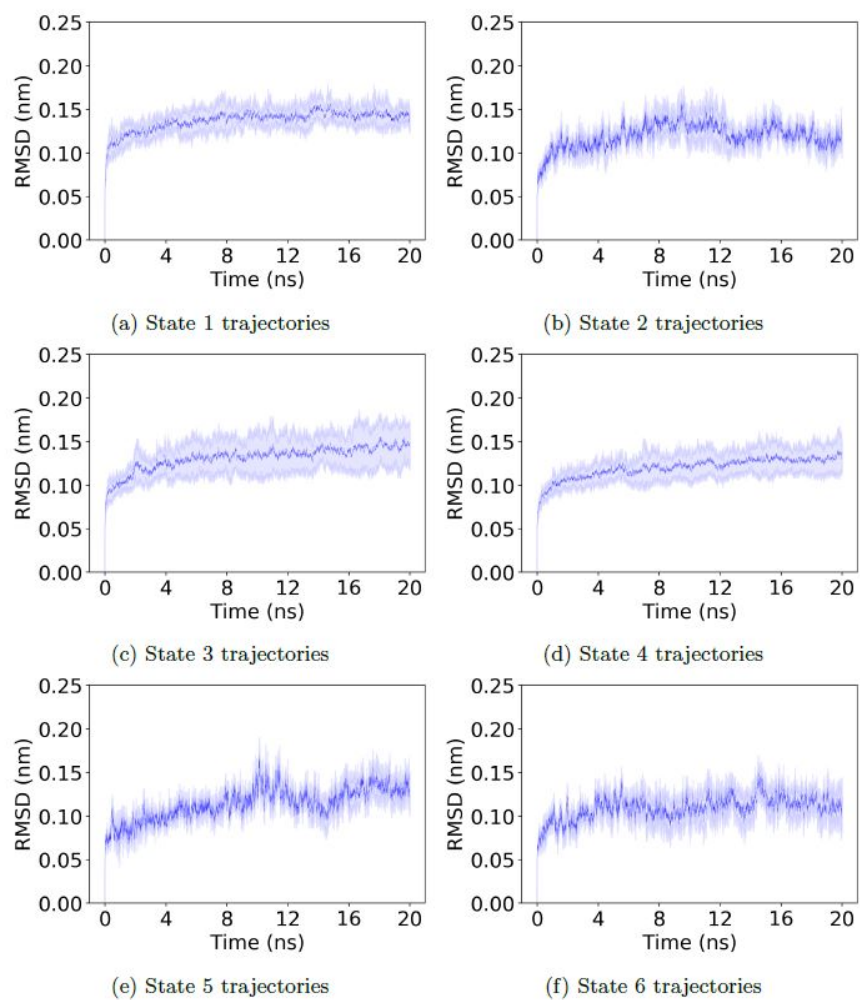 0.25
0.20
0.15
0.10
0.05
0.00
RMSD (nm)
0 4 8 12 16 20
Time (ns)
(a) State 1 trajectories
0.25
0.20
0.15
0.10
0.05
0.00
RMSD (nm)
0 4 8 12 16 20
Time (ns)
(b) State 2 trajectories
0.25
0.20
0.15
0.10
0.05
0.00
RMSD (nm)
0 4 8 12 16 20
Time (ns)
(c) State 3 trajectories
0.25
0.20
0.15
0.10
0.05
0.00
RMSD (nm)
0 4 8 12 16 20
Time (ns)
(d) State 4 trajectories
0.25
0.20
0.15
0.10
0.05
0.00
RMSD (nm)
0 4 8 12 16 20
Time (ns)
(e) State 5 trajectories
0.25
0.20
0.15
0.10
0.05
0.00
RMSD (nm)
0 4 8 12 16 20
Time (ns)
(f) State 6 trajectories